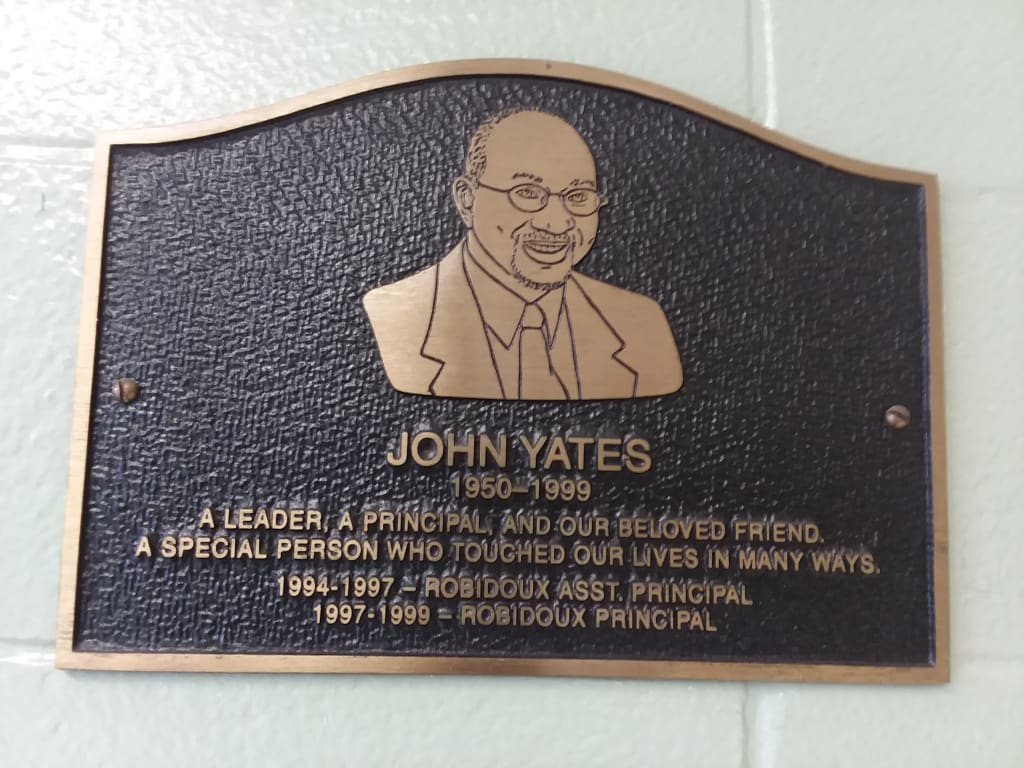 JOHN YATES
1950–1999
A LEADER, A PRINCIPAL, AND OUR BELOVED FRIEND.
A SPECIAL PERSON WHO TOUCHED OUR LIVES IN MANY WAYS.
1994-1997 – ROBIDOUX ASST. PRINCIPAL
1997-1999 – ROBIDOUX PRINCIPAL